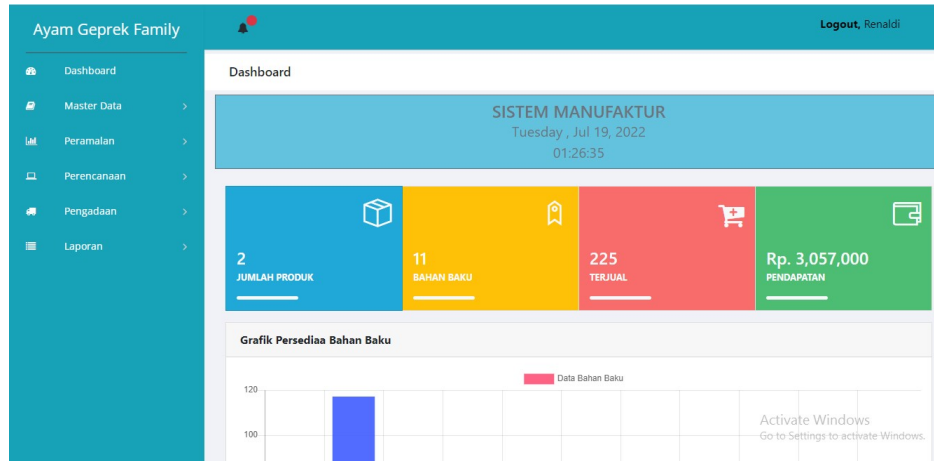 Ayam Geprek Family
Logout, Renaldi
Dashboard
Master Data
Peramalan
Perencanaan
Pengadaan
Laporan
Dashboard
SISTEM MANUFAKTUR
Tuesday , Jul 19, 2022
01:26:35
2
JUMLAH PRODUK
11
BAHAN BAKU
225
TERJUAL
Rp. 3,057,000
PENDAPATAN
Grafik Persediaa Bahan Baku
Data Bahan Baku
120
100
Activate Windows
Go to Settings to activate Windows.